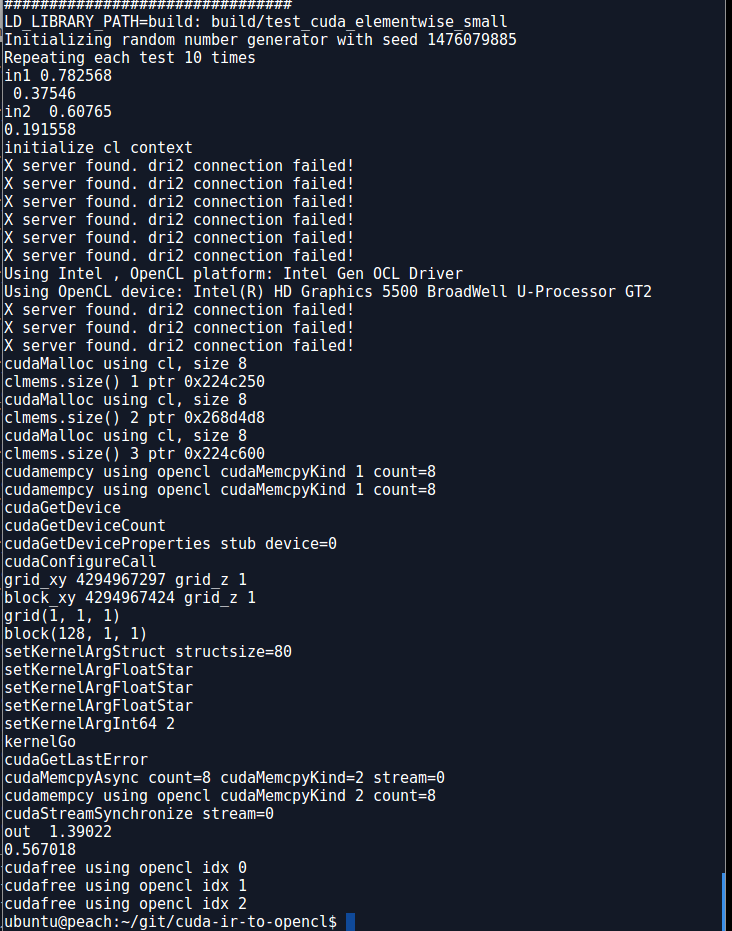 ################################
LD_LIBRARY_PATH=build: build/test_cuda_elementwise_small
Initializing random number generator with seed 1476079885
Repeating each test 10 times
in1 0.782568
 0.37546
in2  0.60765
0.191558
initialize cl context
X server found. dri2 connection failed!
X server found. dri2 connection failed!
X server found. dri2 connection failed!
X server found. dri2 connection failed!
X server found. dri2 connection failed!
X server found. dri2 connection failed!
Using Intel , OpenCL platform: Intel Gen OCL Driver
Using OpenCL device: Intel(R) HD Graphics 5500 BroadWell U-Processor GT2
X server found. dri2 connection failed!
X server found. dri2 connection failed!
X server found. dri2 connection failed!
cudaMalloc using cl, size 8
clmems.size() 1 ptr 0x224c250
cudaMalloc using cl, size 8
clmems.size() 2 ptr 0x268d4d8
cudaMalloc using cl, size 8
clmems.size() 3 ptr 0x224c600
cudamempcy using opencl cudaMemcpyKind 1 count=8
cudamempcy using opencl cudaMemcpyKind 1 count=8
cudaGetDevice
cudaGetDeviceCount
cudaGetDeviceProperties stub device=0
cudaConfigureCall
grid_xy 4294967297 grid_z 1
block_xy 4294967424 grid_z 1
grid(1, 1, 1)
block(128, 1, 1)
setKernelArgStruct structsize=80
setKernelArgFloatStar
setKernelArgFloatStar
setKernelArgFloatStar
setKernelArgInt64 2
kernelGo
cudaGetLastError
cudaMemcpyAsync count=8 cudaMemcpyKind=2 stream=0
cudamempcy using opencl cudaMemcpyKind 2 count=8
cudaStreamSynchronize stream=0
out  1.39022
0.567018
cudafree using opencl idx 0
cudafree using opencl idx 1
cudafree using opencl idx 2
ubuntu@peach:~/git/cuda-ir-to-opencl$